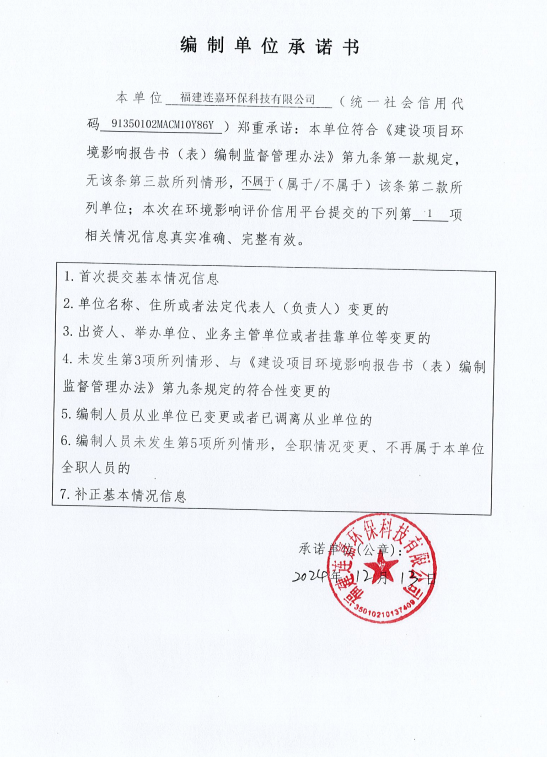 编制单位承诺书
本单位 福建连嘉环保科技有限公司 （统一社会信用代
码 91350102MACM10Y86Y ）郑重承诺：本单位符合《建设项目环
境影响报告书（表）编制监督管理办法》第九条第一款规定，
无该条第三款所列情形，不属于（属于/不属于）该条第二款所
列单位；本次在环境影响评价信用平台提交的下列第 1 项
相关情况信息真实准确、完整有效。
1.首次提交基本情况信息
2.单位名称、住所或者法定代表人（负责人）变更的
3.出资人、举办单位、业务主管单位或者挂靠单位等变更的
4.未发生第3项所列情形、与《建设项目环境影响报告书（表）编制
监督管理办法》第九条规定的符合性变更的
5.编制人员从业单位已变更或者已调离从业单位的
6.编制人员未发生第5项所列情形，全职情况变更、不再属于本单位
全职人员的
7.补正基本情况信息
承诺单位(公章)：
2024年12月13日
福建连嘉环保科技有限公司
35010210137409